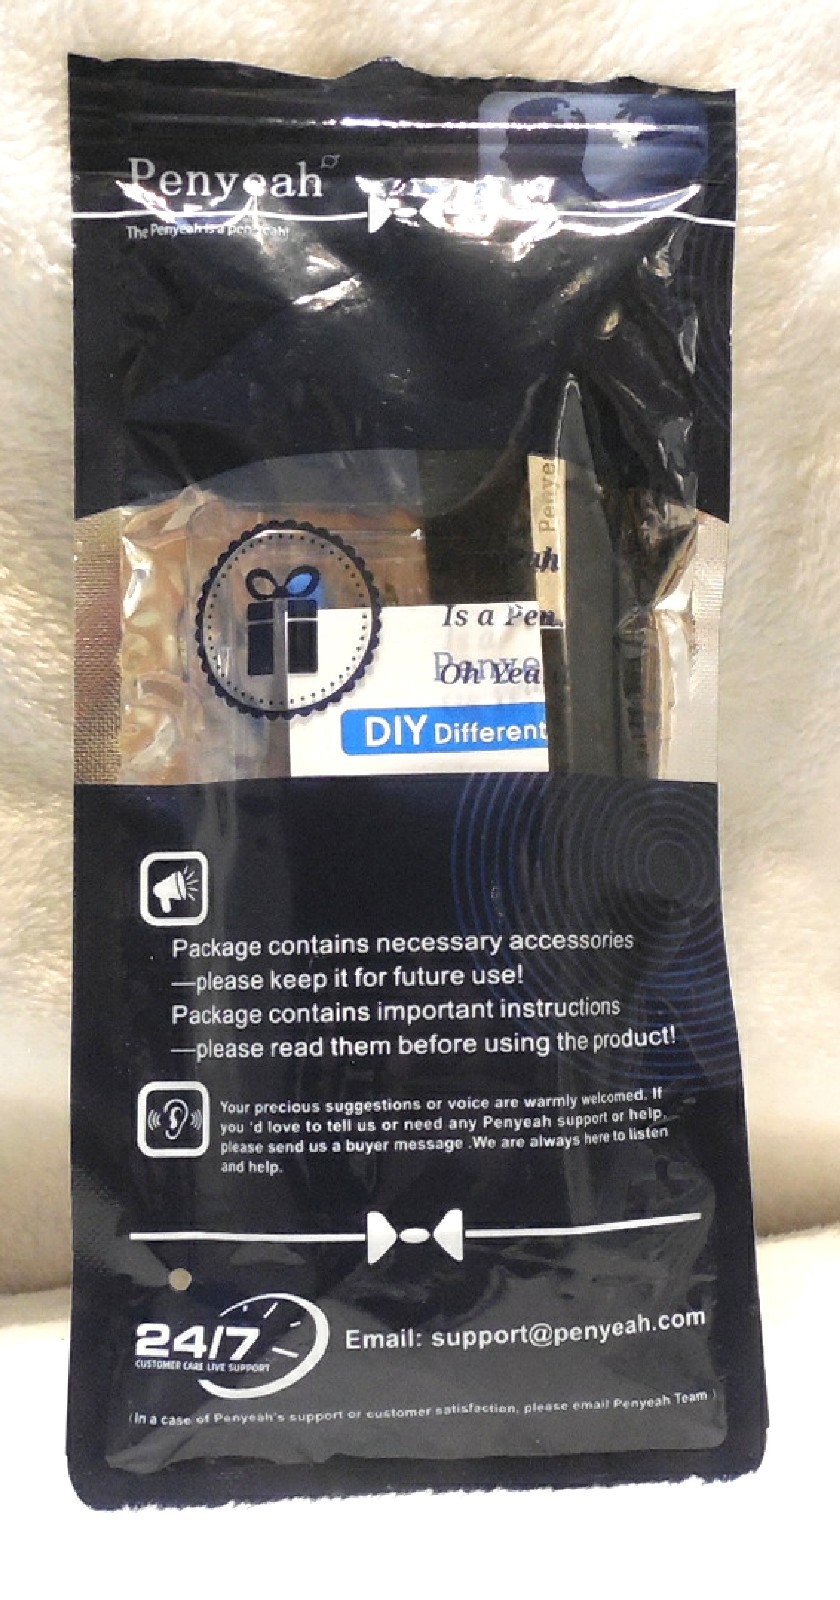 Penyeah
The Penyeah is a pen, yeah!
Penye
ah
Is a Pen
Penye
Oh Yea
DIY Different
Package contains necessary accessories
—please keep it for future use!
Package contains important instructions
—please read them before using the product!
Your precious suggestions or voice are warmly welcomed. If
you 'd love to tell us or need any Penyeah support or help,
please send us a buyer message .We are always here to listen
and help.
24/7
CUSTOMER CARE LIVE SUPPORT
Email: support@penyeah.com
(In a case of Penyeah's support or customer satisfaction, please email Penyeah Team )